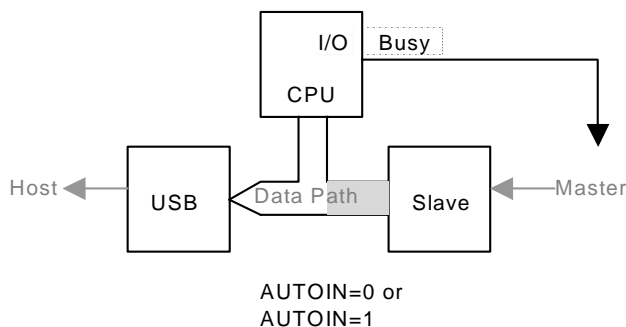 I/O Busy
CPU
Host
USB
Data Path
Slave
Master
AUTOIN=0 or
AUTOIN=1